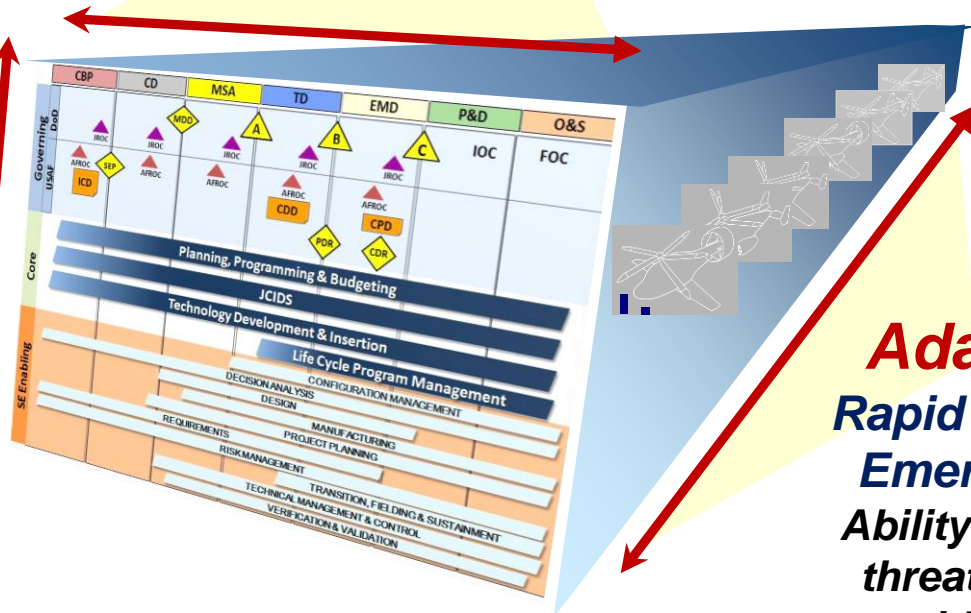 CBP CD MSA TD EMD P&D O&S
Governing
DoD
USAF
MDD A B C IOC FOC
JROC JROC JROC JROC JROC
AFROC SEP AFROC AFROC AFROC AFROC
ICD CDD CPD
PDR CDR
Core
Planning, Programming & Budgeting
JCIDS
Technology Development & Insertion
Life Cycle Program Management
SE Enabling
CONFIGURATION MANAGEMENT
DECISION ANALYSIS
DESIGN
MANUFACTURING
PROJECT PLANNING
REQUIREMENTS
RISK MANAGEMENT
TRANSITION, FIELDING & SUSTAINMENT
TECHNICAL MANAGEMENT & CONTROL
VERIFICATION & VALIDATION
Ada
Rapid
Emer
Ability
threat